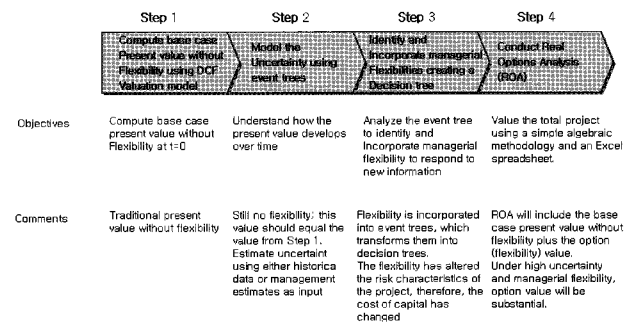 Step 1
Step 2
Step 3
Step 4
Compute base case
Present value without
Flexibility using DCF
Valuation model
Model the
Uncertainty using
event trees
Identify and
Incorporate managerial
Flexibilities creating a
Decision tree
Conduct Real
Options Analysis
(ROA)
Objectives
Compute base case
present value without
Flexibility at t=0
Understand how the
present value develops
over time
Analyze the event tree
to identify and
Incorporate managerial
flexibility to respond to
new information
Value the total project
using a simple algebraic
methodology and an Excel
spreadsheet.
Comments
Traditional present
value without flexibility
Still no flexibility; this
value should equal the
value from Step 1.
Estimate uncertaint
using either historica
data or management
estimates as input
Flexibility is incorporated
into event trees, which
transforms them into
decision trees.
The flexibility has altered
the risk characteristics of
the project, therefore, the
cost of capital has
changed
ROA will include the base
case present value without
flexibility plus the option
(flexibility) value.
Under high uncertainty
and managerial flexibility,
option value will be
substantial.